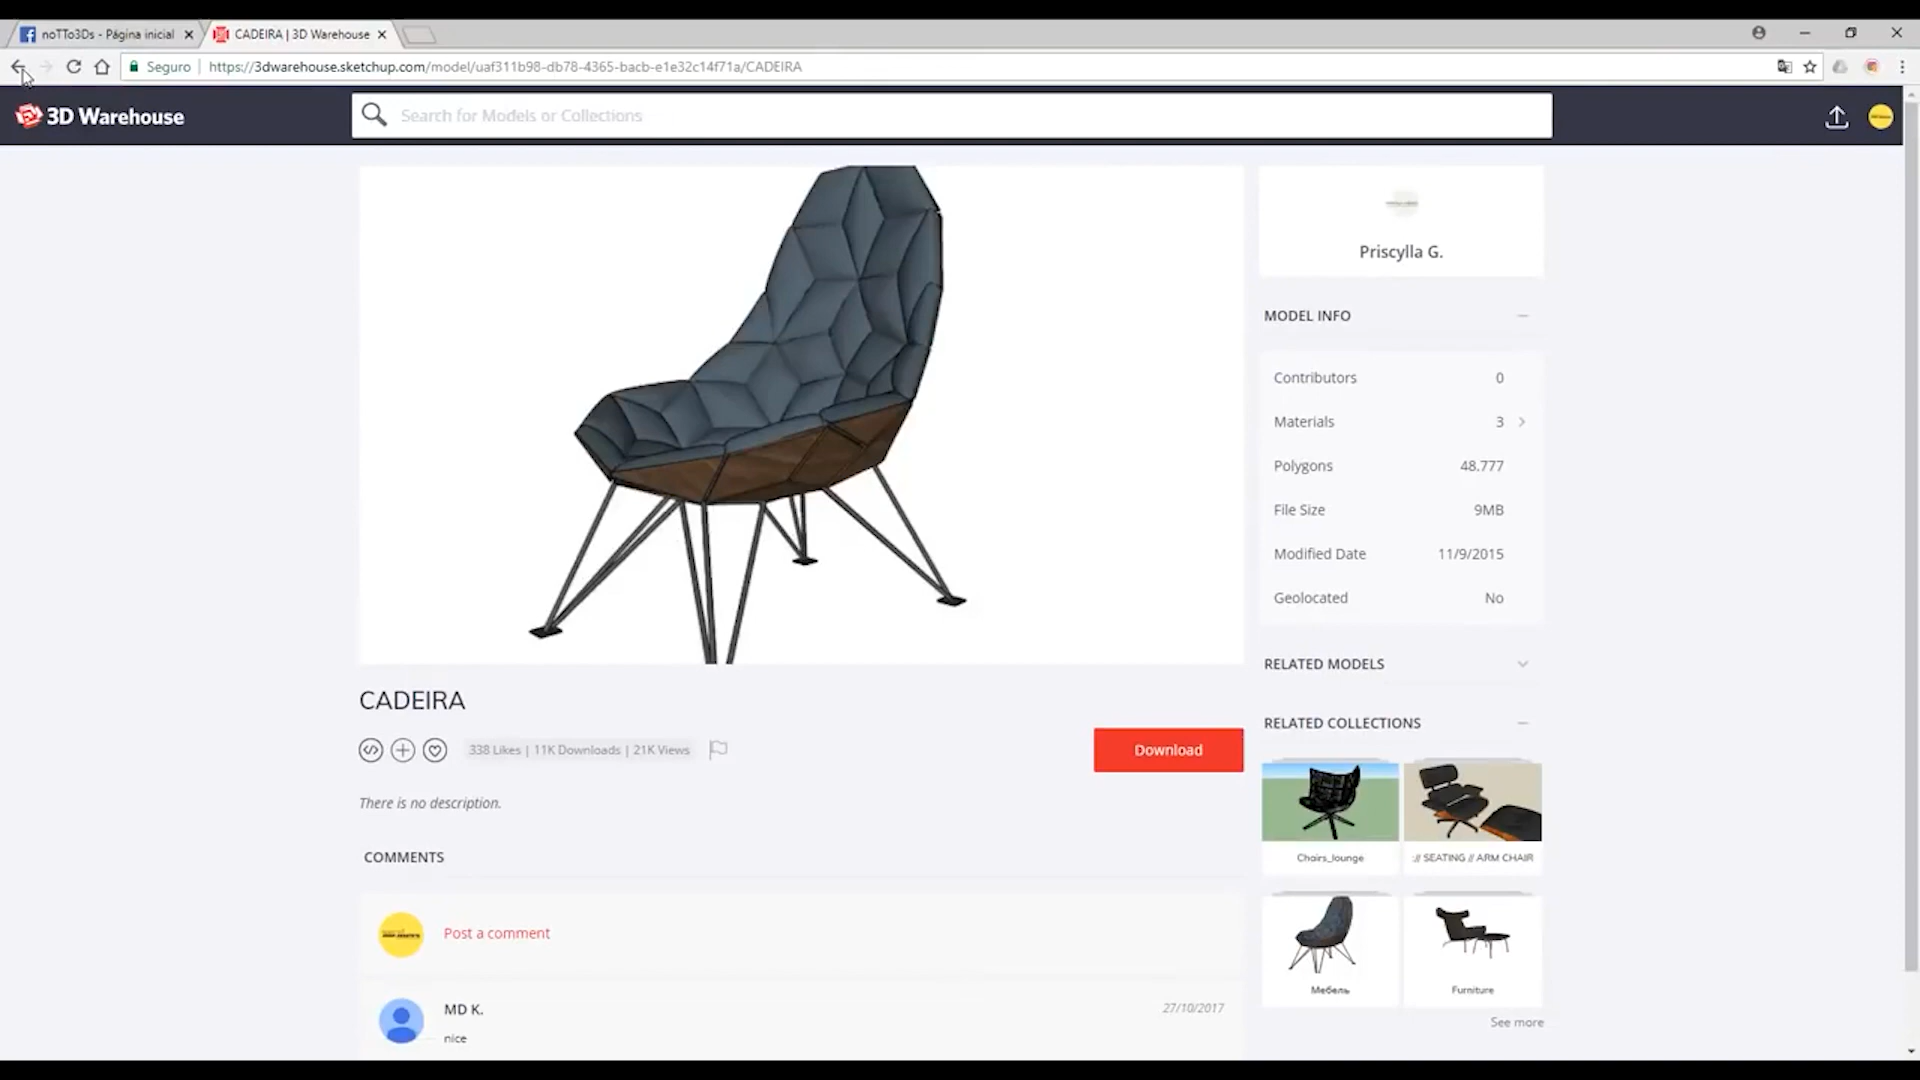 noTTo3Ds - Página inicial
CADEIRA | 3D Warehouse
Seguro
https://3dwarehouse.sketchup.com/model/uaf311b98-db78-4365-bacb-e1e32c14f71a/CADEIRA
3D Warehouse
Search for Models or Collections
Priscylla G.
MODEL INFO
Contributors 0
Materials 3
Polygons 48.777
File Size 9MB
Modified Date 11/9/2015
Geolocated No
RELATED MODELS
RELATED COLLECTIONS
Chairs_lounge
:// SEATING // ARM CHAIR
Мебель
Furniture
See more
CADEIRA
338 Likes | 11K Downloads | 21K Views
Download
There is no description.
COMMENTS
Post a comment
MD K.
27/10/2017
nice